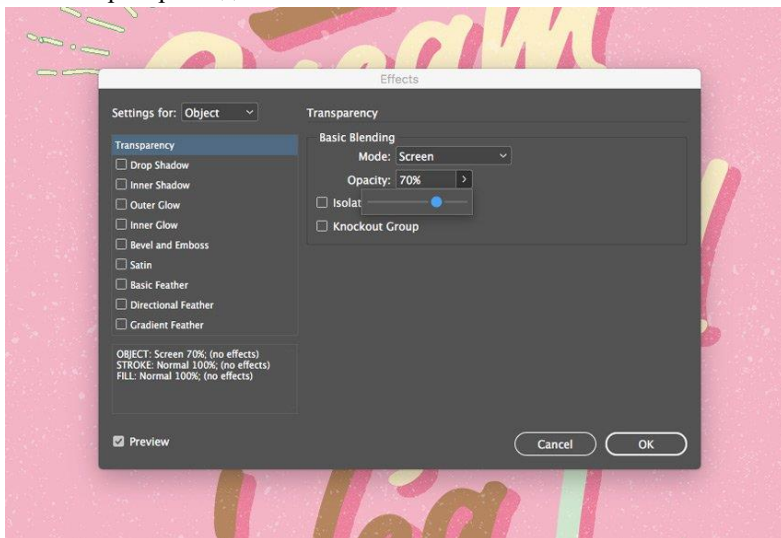 Effects
Settings for: Object
Transparency
Drop Shadow
Inner Shadow
Outer Glow
Inner Glow
Bevel and Emboss
Satin
Basic Feather
Directional Feather
Gradient Feather
OBJECT: Screen 70%; (no effects)
STROKE: Normal 100%; (no effects)
FILL: Normal 100%; (no effects)
Preview
Transparency
Basic Blending
Mode: Screen
Opacity: 70%
Isolat
Knockout Group
Cancel
OK